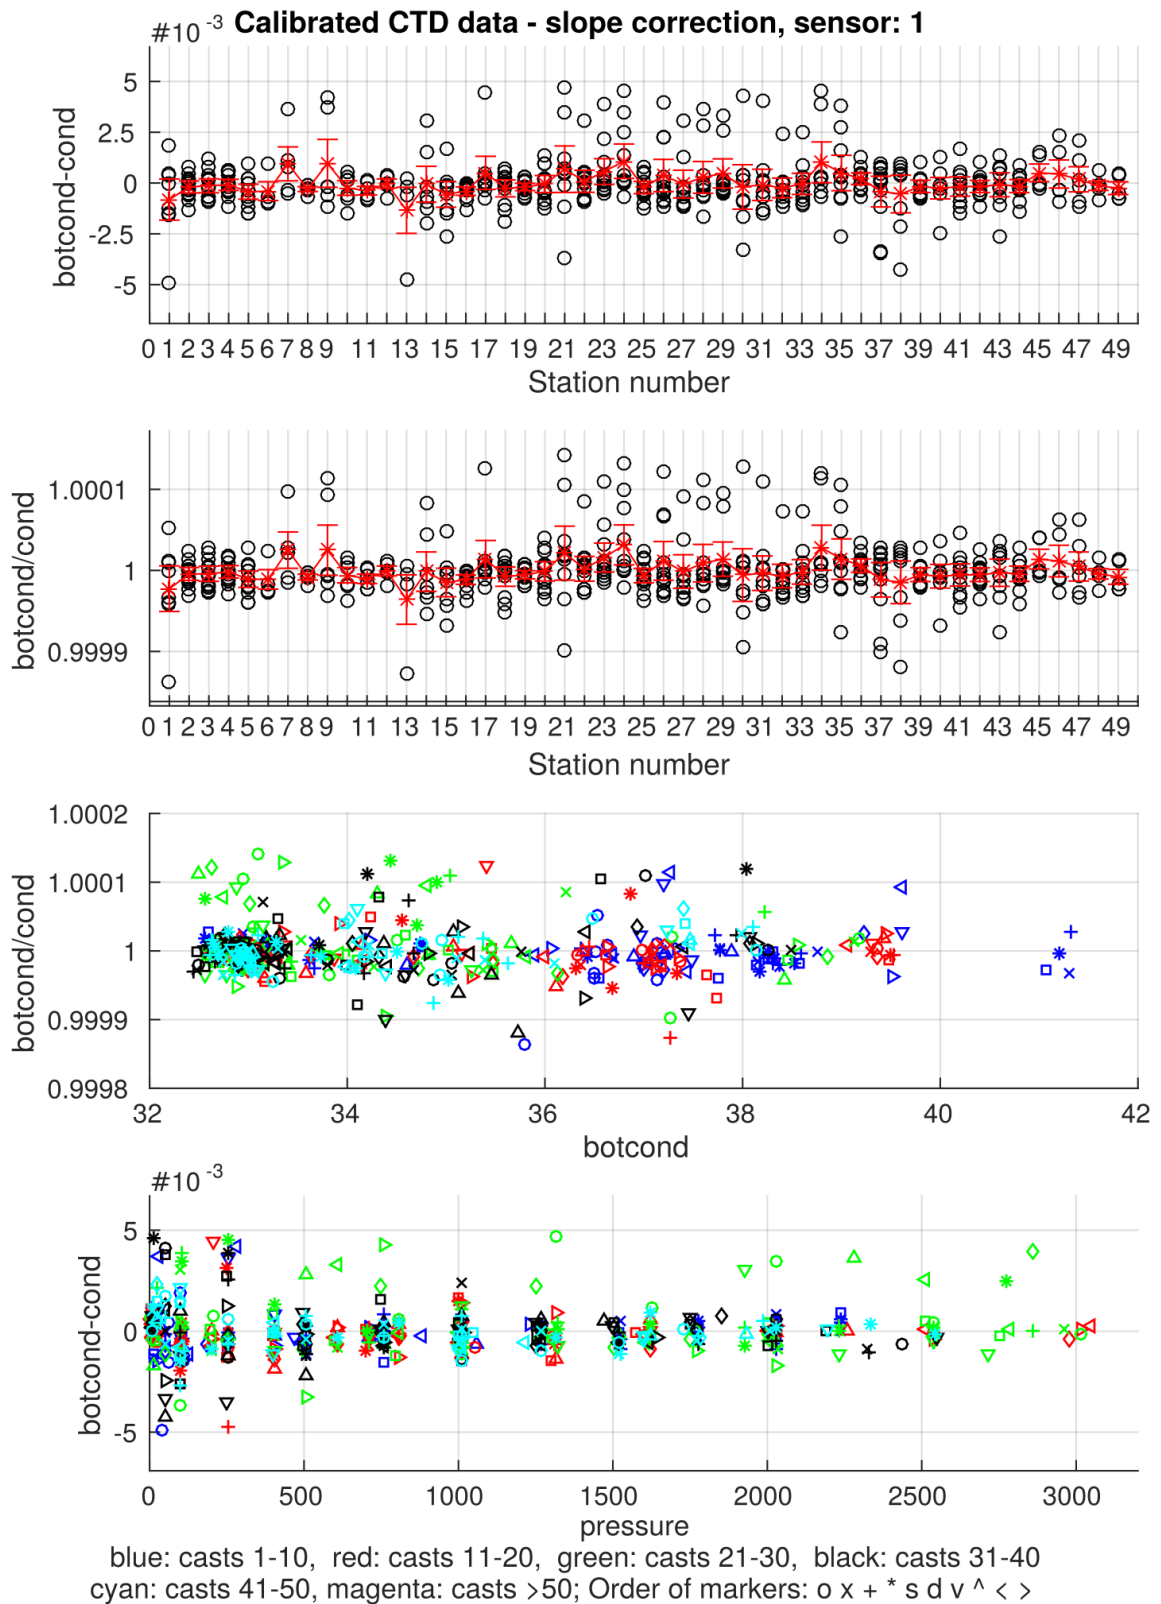 Calibrated CTD data - slope correction, sensor: 1
#10 -3
5
2.5
0
-2.5
-5
botcond-cond
0 1 2 3 4 5 6 7 8 9 11 13 15 17 19 21 23 25 27 29 31 33 35 37 39 41 43 45 47 49
Station number
1.0001
1
0.9999
botcond/cond
0 1 2 3 4 5 6 7 8 9 11 13 15 17 19 21 23 25 27 29 31 33 35 37 39 41 43 45 47 49
Station number
1.0002
1.0001
1
0.9999
0.9998
botcond/cond
32 34 36 38 40 42
botcond
#10 -3
5
0
-5
botcond-cond
0 500 1000 1500 2000 2500 3000
pressure
blue: casts 1-10, red: casts 11-20, green: casts 21-30, black: casts 31-40
cyan: casts 41-50, magenta: casts >50; Order of markers: o x + * s d v ^ < >